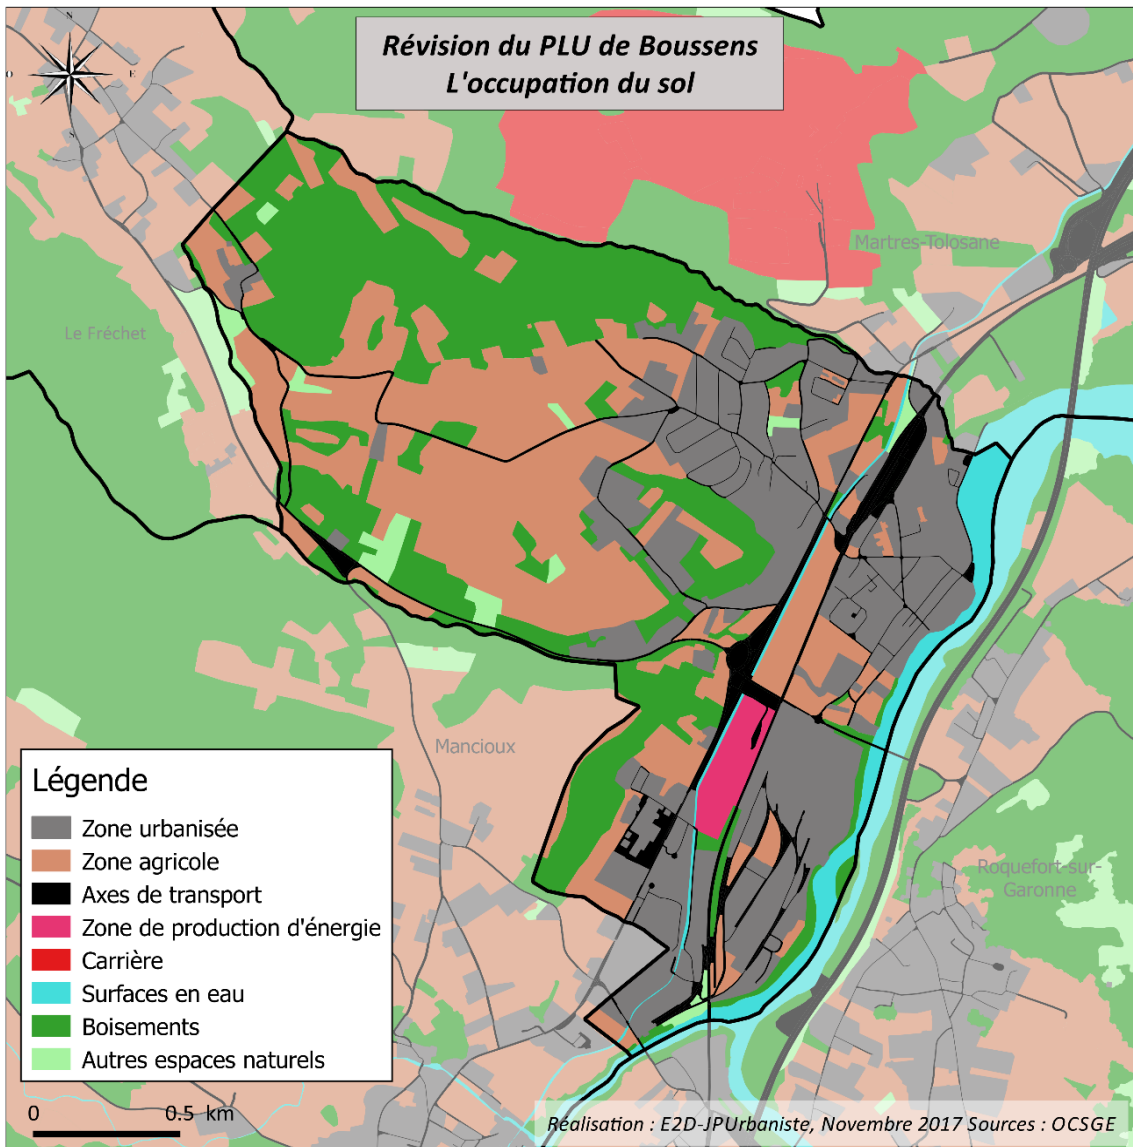 Révision du PLU de Boussens
L'occupation du sol
N
O
E
S
Martres-Tolosane
Le Fréchet
Mancioux
Roquefort-sur-
Garonne
Légende
Zone urbanisée
Zone agricole
Axes de transport
Zone de production d'énergie
Carrière
Surfaces en eau
Boisements
Autres espaces naturels
0 0.5 km
Réalisation : E2D-JPUrbaniste, Novembre 2017 Sources : OCSGE